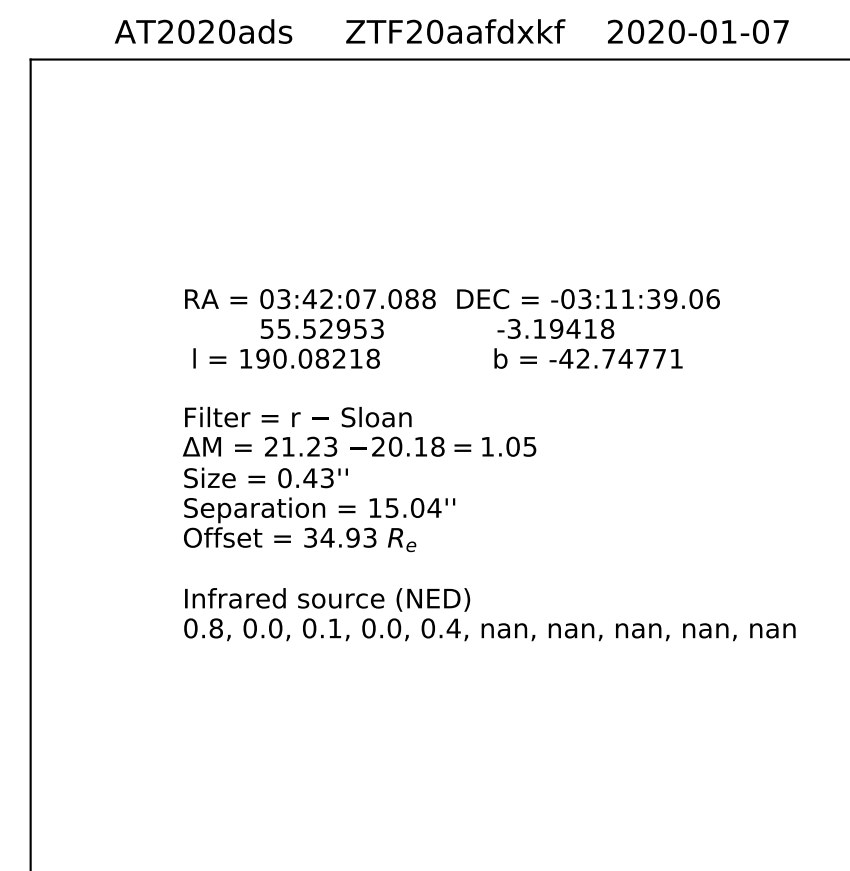 AT2020ads ZTF20aafdxkf 2020-01-07
RA = 03:42:07.088 DEC = -03:11:39.06
55.52953 -3.19418
l = 190.08218 b = -42.74771
Filter = r − Sloan
ΔM = 21.23 −20.18 = 1.05
Size = 0.43''
Separation = 15.04''
Offset = 34.93 Re
Infrared source (NED)
0.8, 0.0, 0.1, 0.0, 0.4, nan, nan, nan, nan, nan